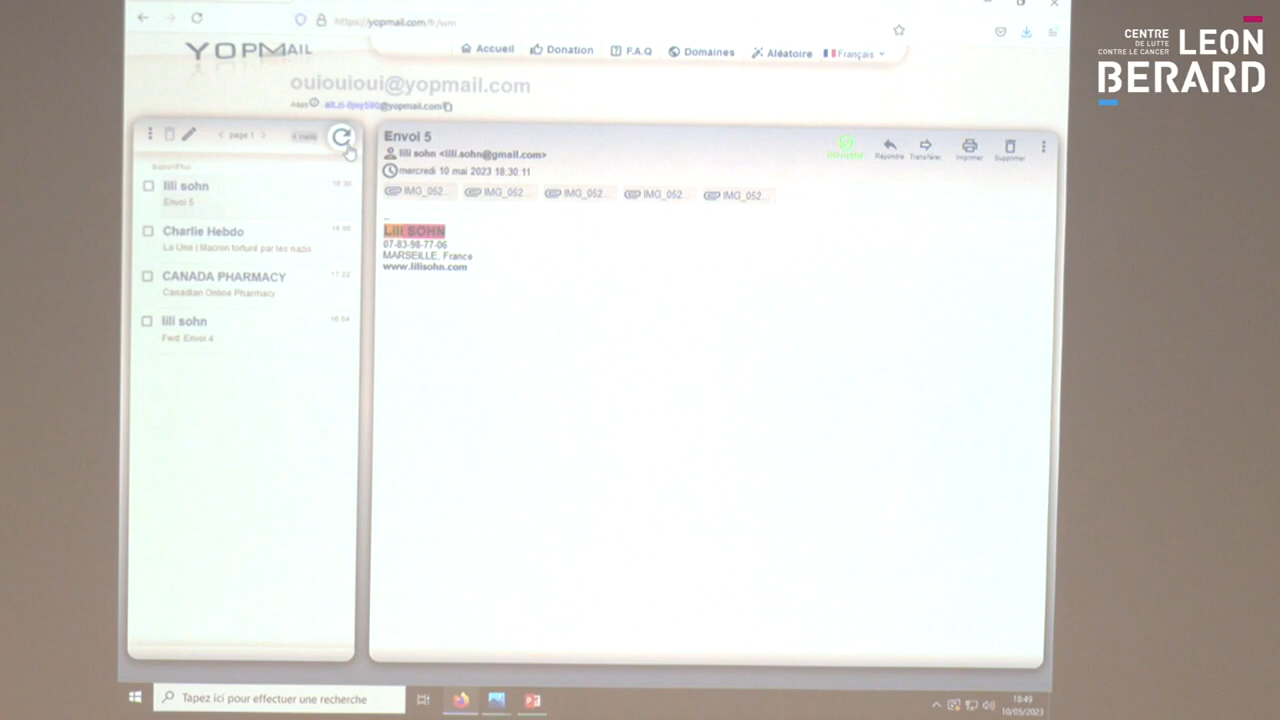 https://yopmail.com/fr/wm
YOPMAIL
Accueil
Donation
F.A.Q
Domaines
Aléatoire
Français
ouiouioui@yopmail.com
@yopmail.com
page 1
aujourd'hui
lili sohn
18:30
Envoi 5
Charlie Hebdo
La Une | Macron torturé par les nazis
CANADA PHARMACY
17:22
Canadian Online Pharmacy
lili sohn
Fwd: Envoi 4
Envoi 5
lili sohn <lili.sohn@gmail.com>
mercredi 10 mai 2023 18:30:11
Répondre
Transférer
Imprimer
Supprimer
IMG_052...
IMG_052...
IMG_052...
IMG_052...
IMG_052...
--
Lili SOHN
07-83-98-77-06
MARSEILLE, France
www.lilisohn.com
Tapez ici pour effectuer une recherche
18:49
10/05/2023
CENTRE
DE LUTTE
CONTRE LE CANCER
LEON
BERARD